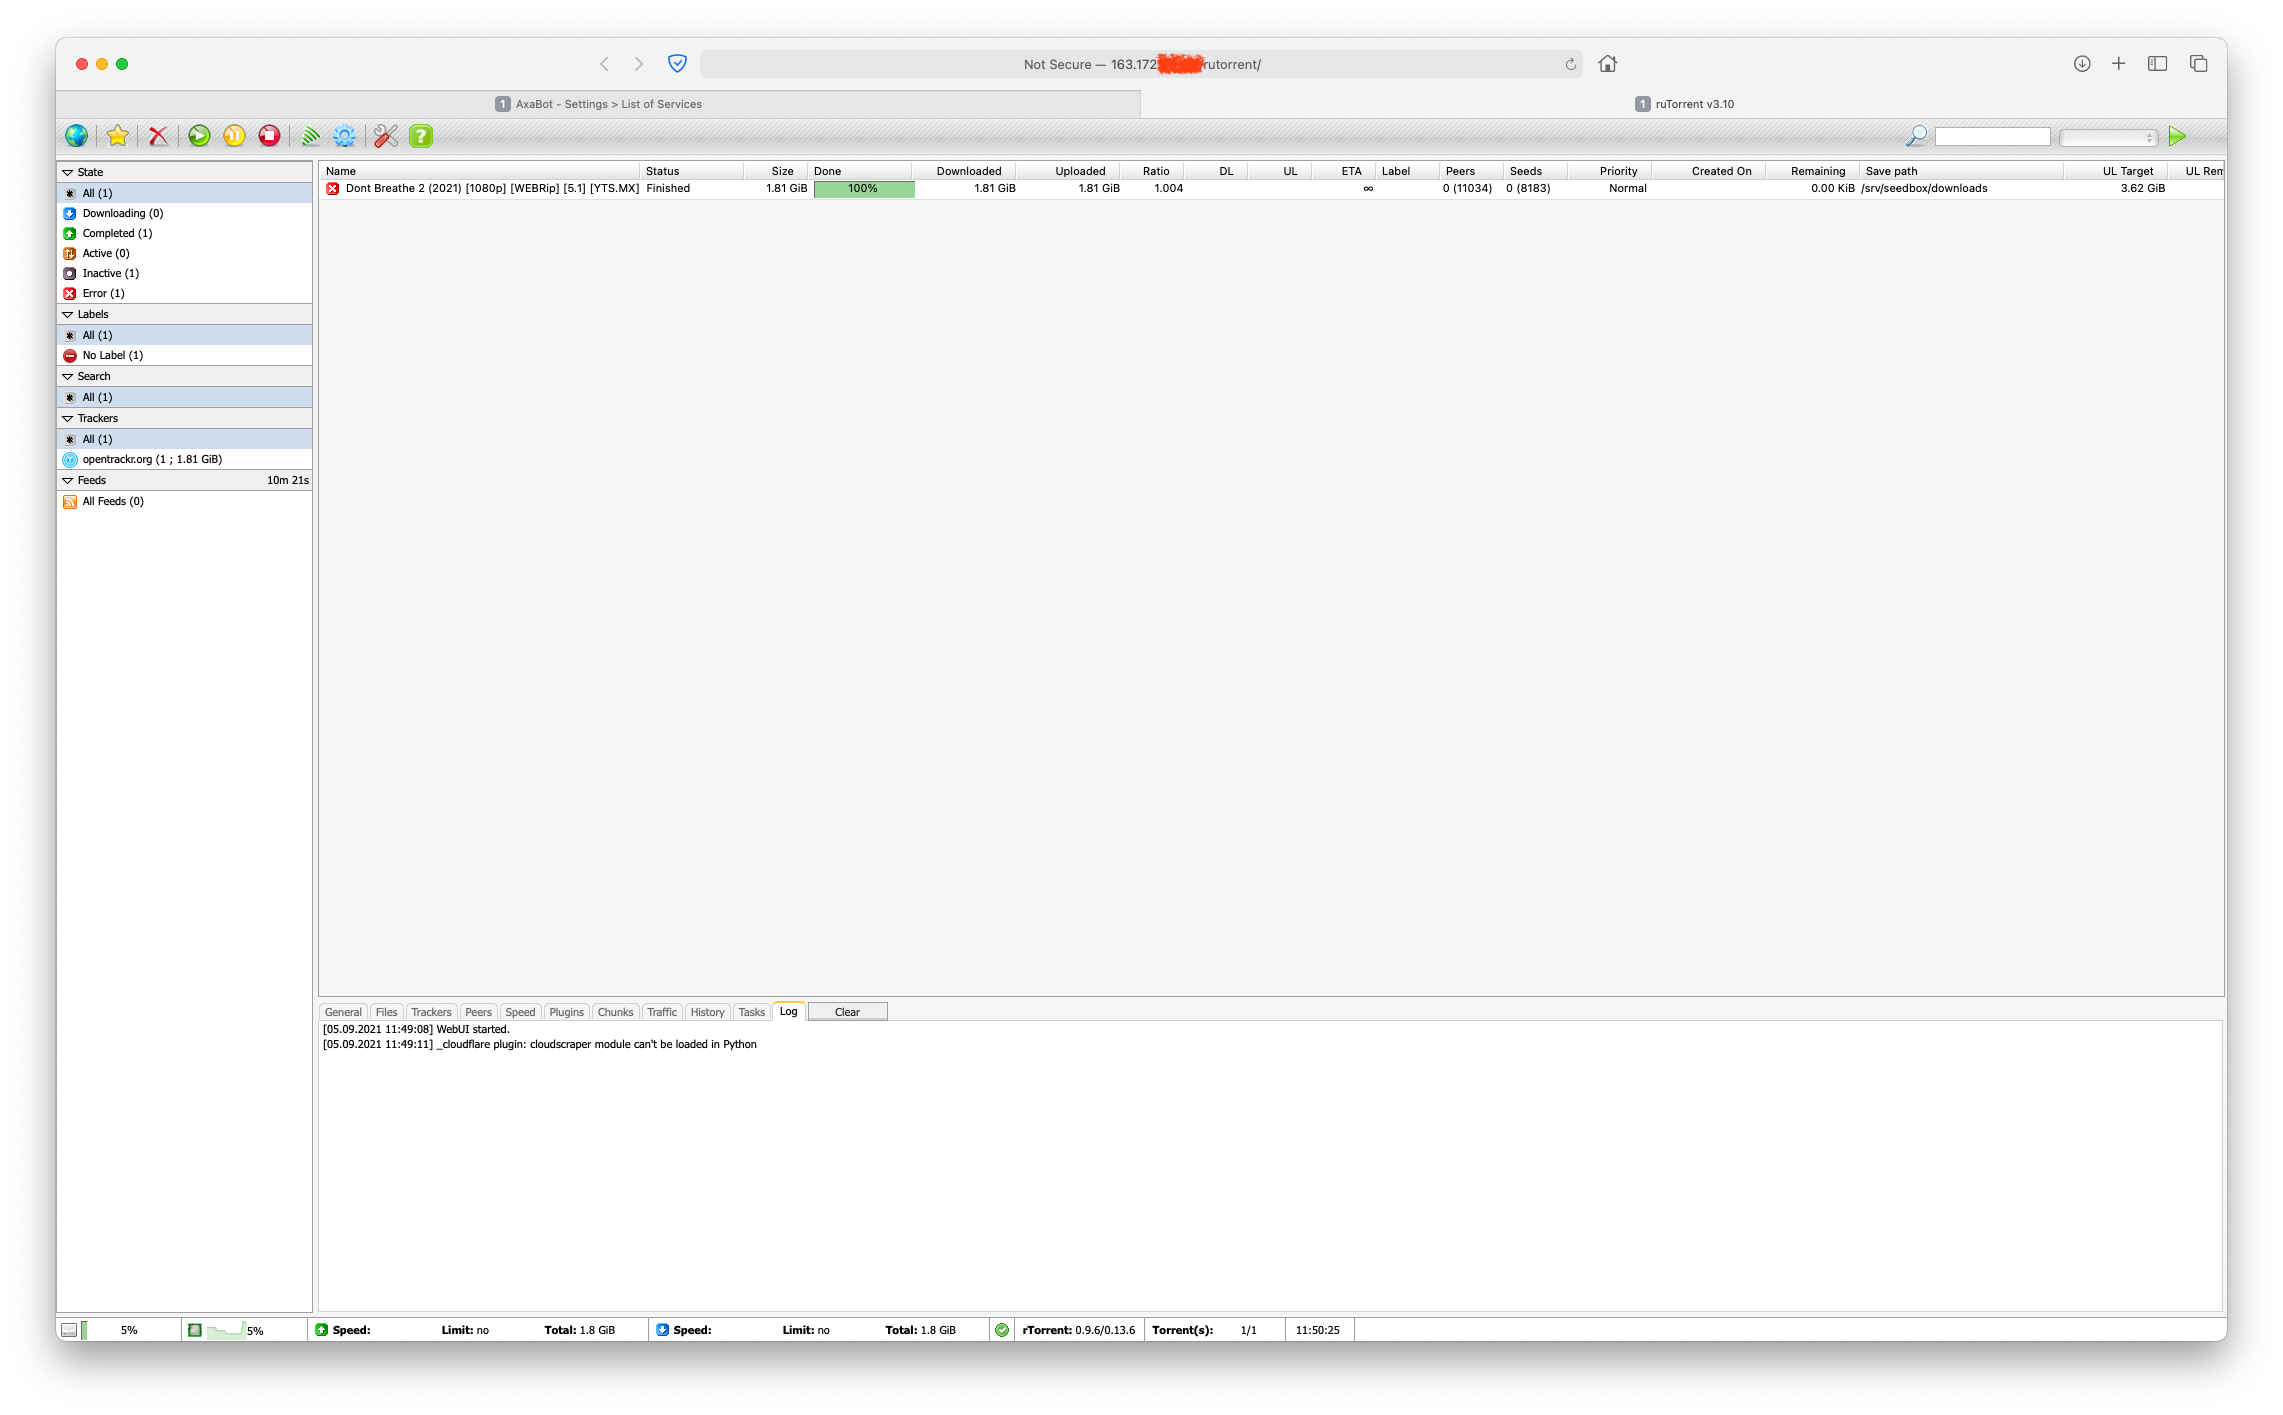 Not Secure — 163.172 rutorrent/
1 AxaBot - Settings > List of Services
1 ruTorrent v3.10
State
All (1)
Downloading (0)
Completed (1)
Active (0)
Inactive (1)
Error (1)
Labels
All (1)
No Label (1)
Search
All (1)
Trackers
All (1)
opentrackr.org (1 ; 1.81 GiB)
Feeds 10m 21s
All Feeds (0)
Name Status Size Done Downloaded Uploaded Ratio DL UL ETA Label Peers Seeds Priority Created On Remaining Save path UL Target UL Rem
Dont Breathe 2 (2021) [1080p] [WEBRip] [5.1] [YTS.MX] Finished 1.81 GiB 100% 1.81 GiB 1.81 GiB 1.004 ∞ 0 (11034) 0 (8183) Normal 0.00 KiB /srv/seedbox/downloads 3.62 GiB
General Files Trackers Peers Speed Plugins Chunks Traffic History Tasks Log Clear
[05.09.2021 11:49:08] WebUI started.
[05.09.2021 11:49:11] _cloudflare plugin: cloudscraper module can't be loaded in Python
5% 5% Speed: Limit: no Total: 1.8 GiB Speed: Limit: no Total: 1.8 GiB rTorrent: 0.9.6/0.13.6 Torrent(s): 1/1 11:50:25